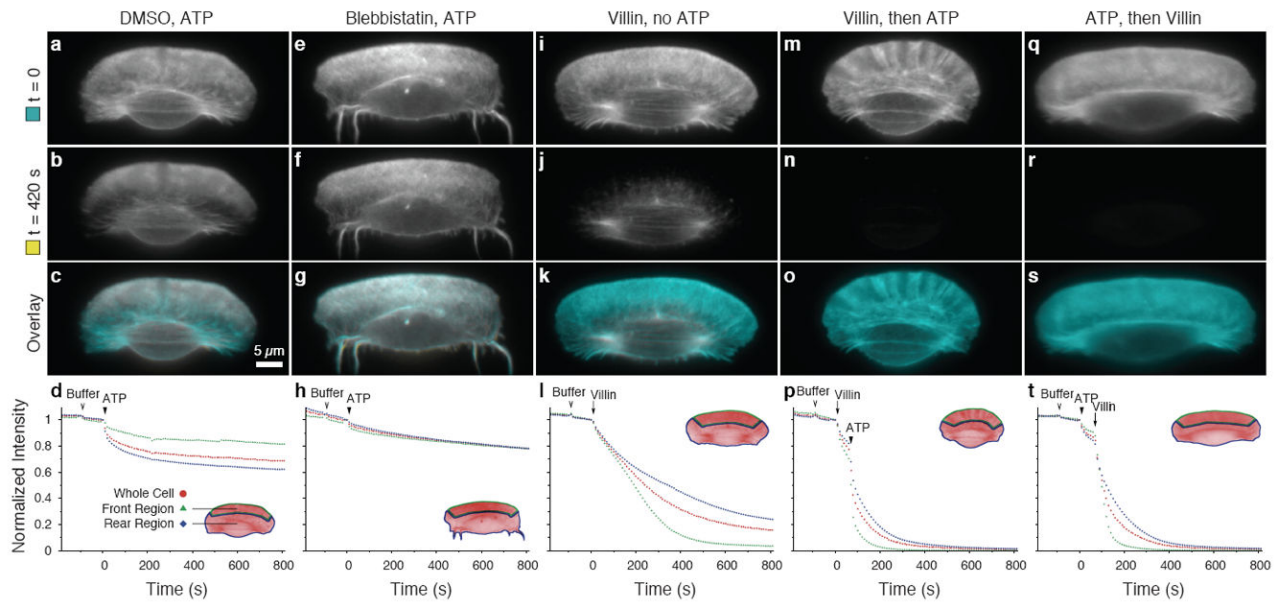 DMSO, ATP
Blebbistatin, ATP
Villin, no ATP
Villin, then ATP
ATP, then Villin
t = 0
a
e
i
m
q
t = 420 s
b
f
j
n
r
Overlay
c
5 µm
g
k
o
s
Normalized Intensity
d
Buffer
ATP
1
0.8
0.6
0.4
0.2
0
Whole Cell
Front Region
Rear Region
0 200 400 600 800
Time (s)
h
Buffer
ATP
0 200 400 600 800
Time (s)
l
Buffer
Villin
0 200 400 600 800
Time (s)
p
Buffer
Villin
ATP
0 200 400 600 800
Time (s)
t
Buffer
ATP
Villin
0 200 400 600 800
Time (s)